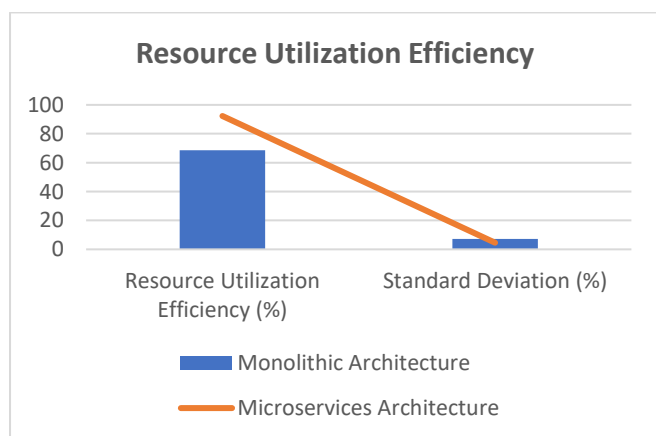 Resource Utilization Efficiency
100
80
60
40
20
0
Resource Utilization
Efficiency (%)
Standard Deviation (%)
Monolithic Architecture
Microservices Architecture